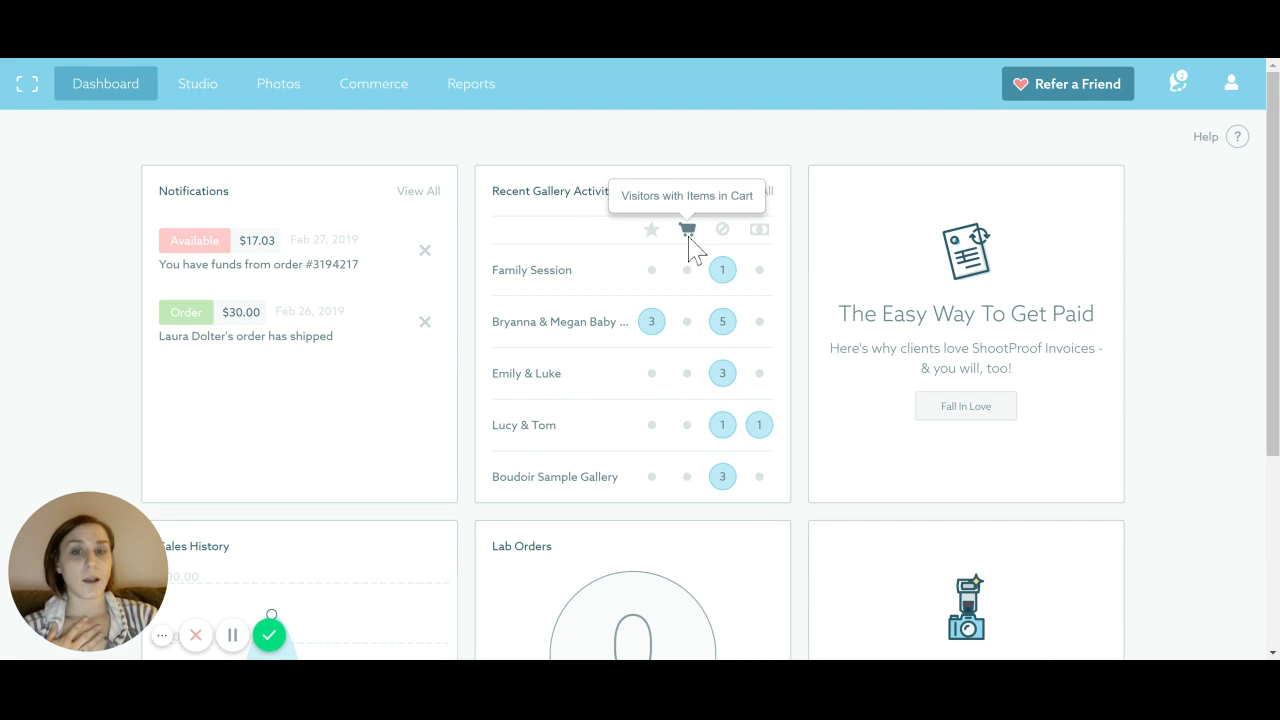 Dashboard
Studio
Photos
Commerce
Reports
Refer a Friend
2
Help ?
Notifications
View All
Available $17.03 Feb 27, 2019
You have funds from order #3194217
Order $30.00 Feb 26, 2019
Laura Dolter's order has shipped
Recent Gallery Activit
Visitors with Items in Cart
Family Session 1
Bryanna & Megan Baby ... 3 5
Emily & Luke 3
Lucy & Tom 1 1
Boudoir Sample Gallery 3
The Easy Way To Get Paid
Here's why clients love ShootProof Invoices -
& you will, too!
Fall In Love
ales History
00.00
Lab Orders
0